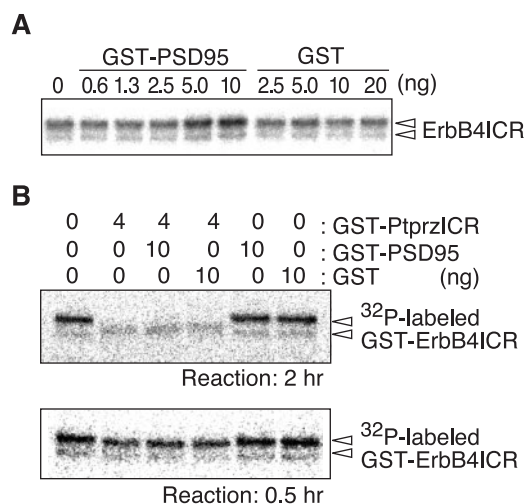 A
GST-PSD95 GST
0 0.6 1.3 2.5 5.0 10 2.5 5.0 10 20 (ng)
ErbB4ICR
B
0 4 4 4 0 0 : GST-PtprzICR
0 0 10 0 10 0 : GST-PSD95
0 0 0 10 0 10 : GST (ng)
32P-labeled
GST-ErbB4ICR
Reaction: 2 hr
32P-labeled
GST-ErbB4ICR
Reaction: 0.5 hr